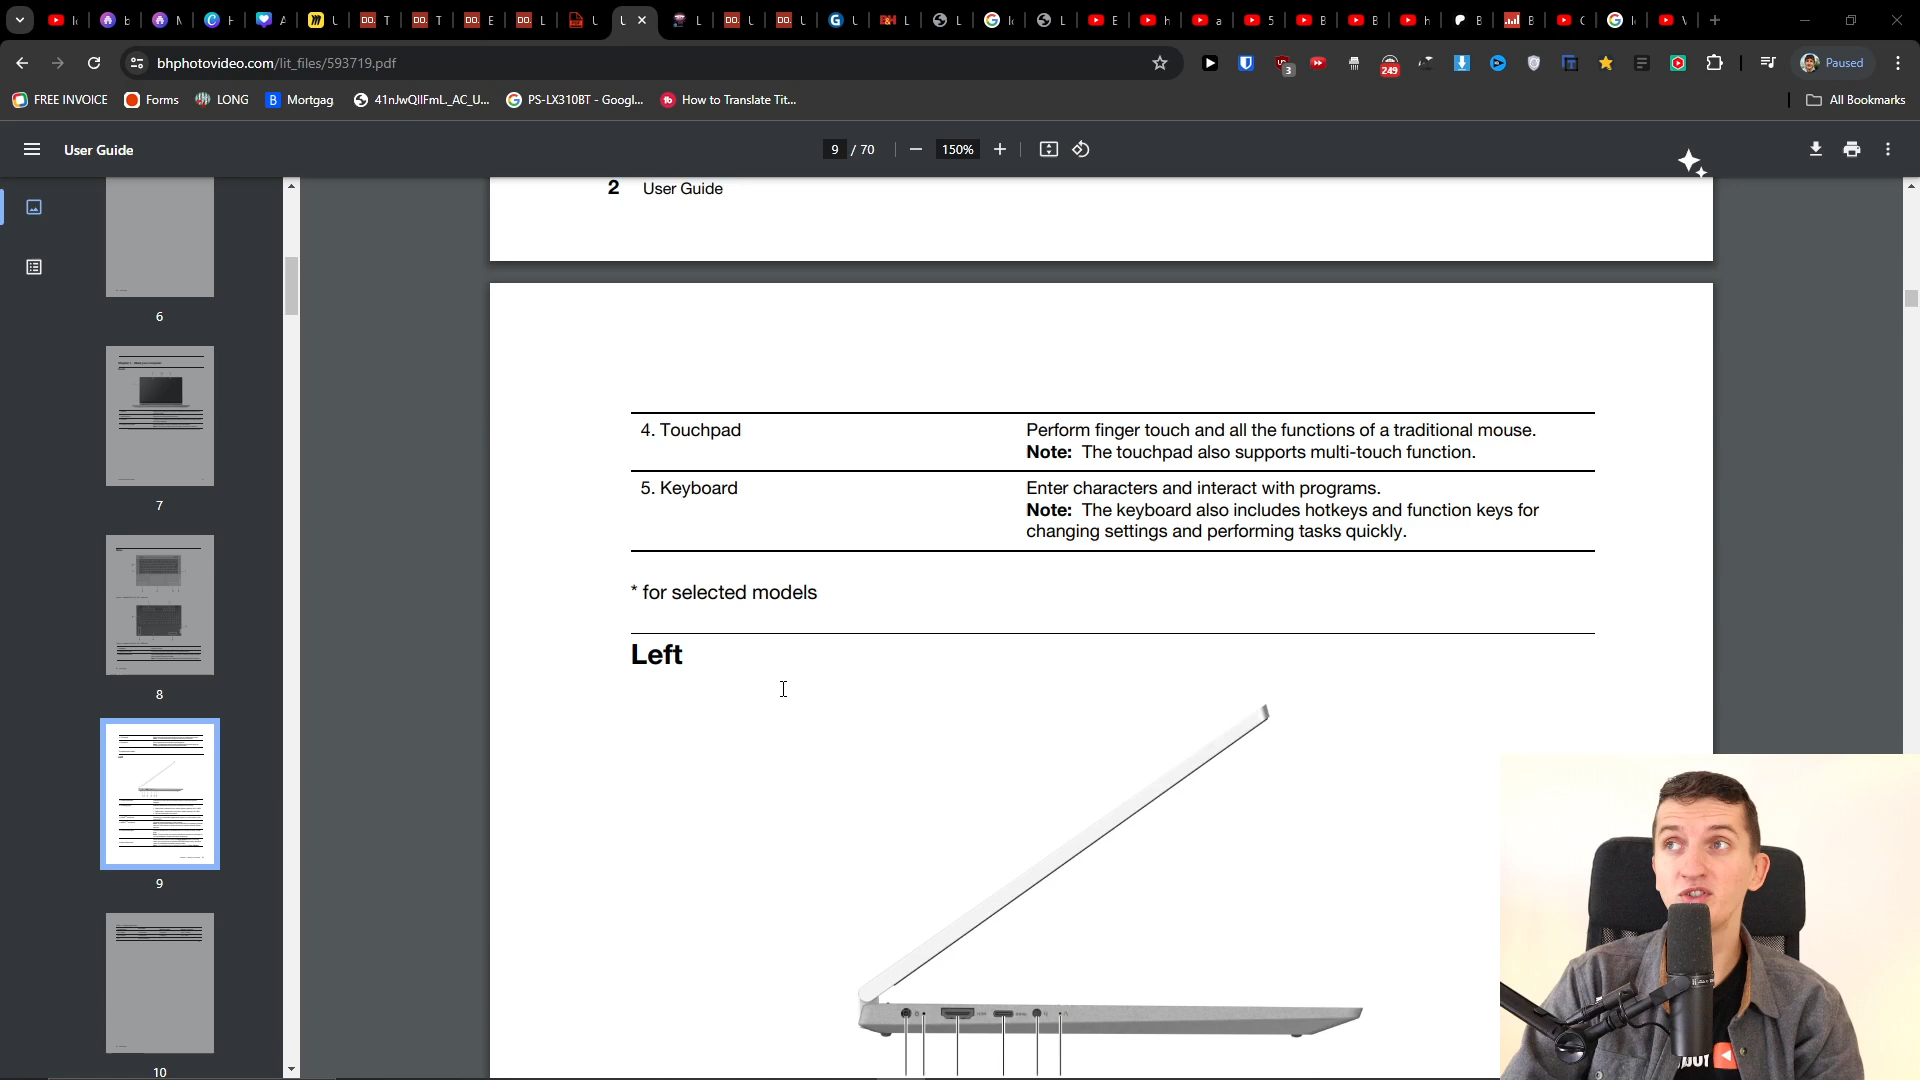 bhphotovideo.com/lit_files/593719.pdf
3
249
Paused
FREE INVOICE
Forms
LONG
Mortgag
41nJwQlIFmL._AC_U...
PS-LX310BT - Googl...
How to Translate Tit...
All Bookmarks
User Guide
9 / 70
150%
2 User Guide
6
7
8
9
10
4. Touchpad
Perform finger touch and all the functions of a traditional mouse.
Note: The touchpad also supports multi-touch function.
5. Keyboard
Enter characters and interact with programs.
Note: The keyboard also includes hotkeys and function keys for
changing settings and performing tasks quickly.
* for selected models
Left